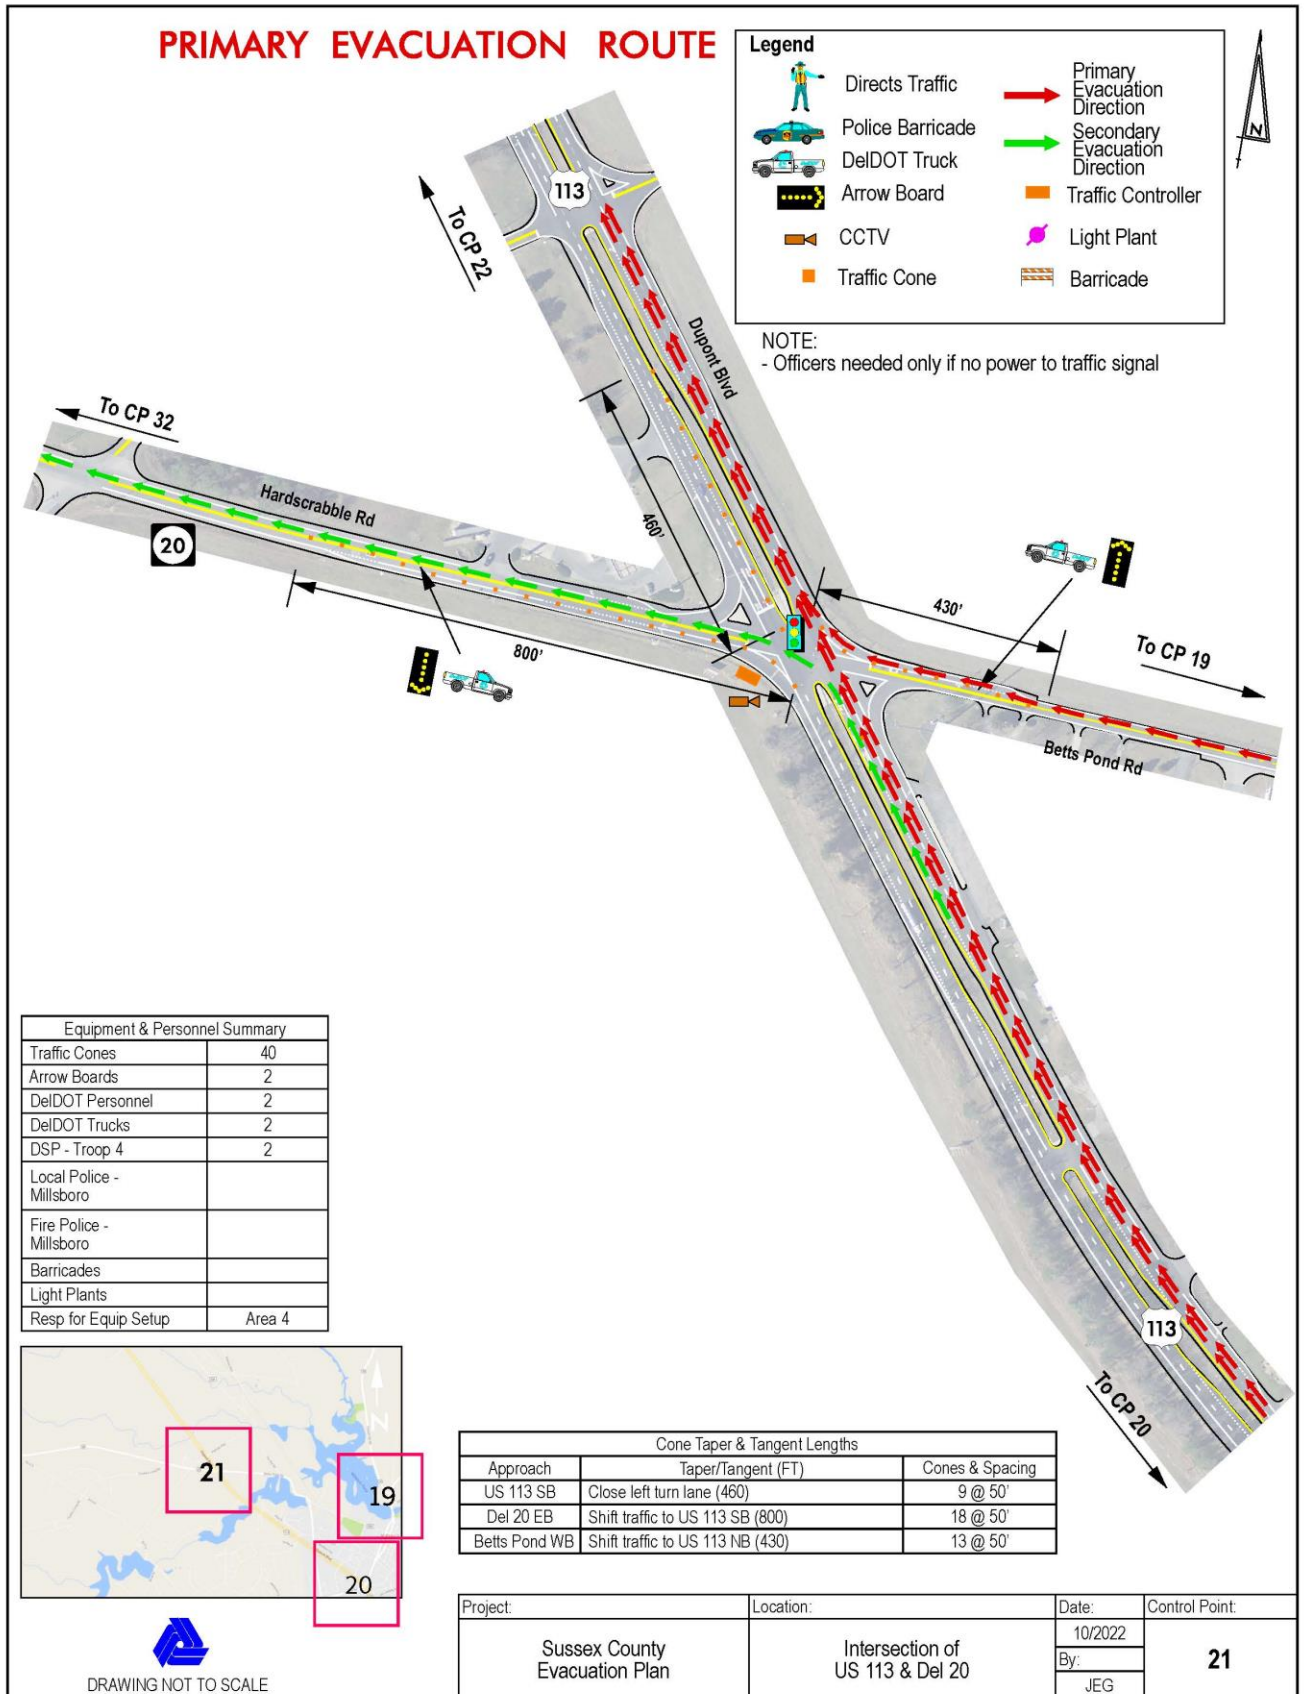 PRIMARY EVACUATION ROUTE
Legend
Directs Traffic
Police Barricade
DelDOT Truck
Arrow Board
CCTV
Traffic Cone
Primary
Evacuation
Direction
Secondary
Evacuation
Direction
Traffic Controller
Light Plant
Barricade
N
NOTE:
- Officers needed only if no power to traffic signal
113
To CP 22
Dupont Blvd
To CP 32
Hardscrabble Rd
20
460'
800'
430'
To CP 19
Betts Pond Rd
113
To CP 20
Equipment & Personnel Summary
Traffic Cones 40
Arrow Boards 2
DelDOT Personnel 2
DelDOT Trucks 2
DSP - Troop 4 2
Local Police -
Millsboro
Fire Police -
Millsboro
Barricades
Light Plants
Resp for Equip Setup Area 4
N
21
19
20
DRAWING NOT TO SCALE
Cone Taper & Tangent Lengths
Approach Taper/Tangent (FT) Cones & Spacing
US 113 SB Close left turn lane (460) 9 @ 50'
Del 20 EB Shift traffic to US 113 SB (800) 18 @ 50'
Betts Pond WB Shift traffic to US 113 NB (430) 13 @ 50'
Project:
Sussex County
Evacuation Plan
Location:
Intersection of
US 113 & Del 20
Date:
10/2022
By:
JEG
Control Point:
21